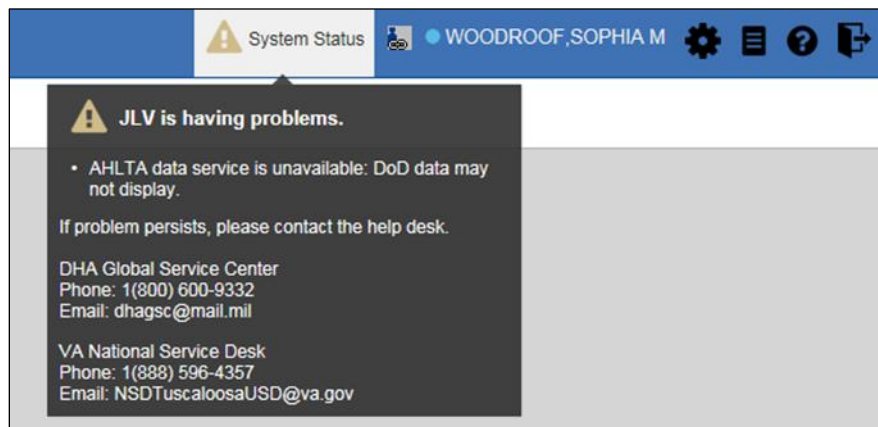 System Status
WOODROOF,SOPHIA M
JLV is having problems.
• AHLTA data service is unavailable: DoD data may
not display.
If problem persists, please contact the help desk.
DHA Global Service Center
Phone: 1(800) 600-9332
Email: dhagsc@mail.mil
VA National Service Desk
Phone: 1(888) 596-4357
Email: NSDTuscaloosaUSD@va.gov